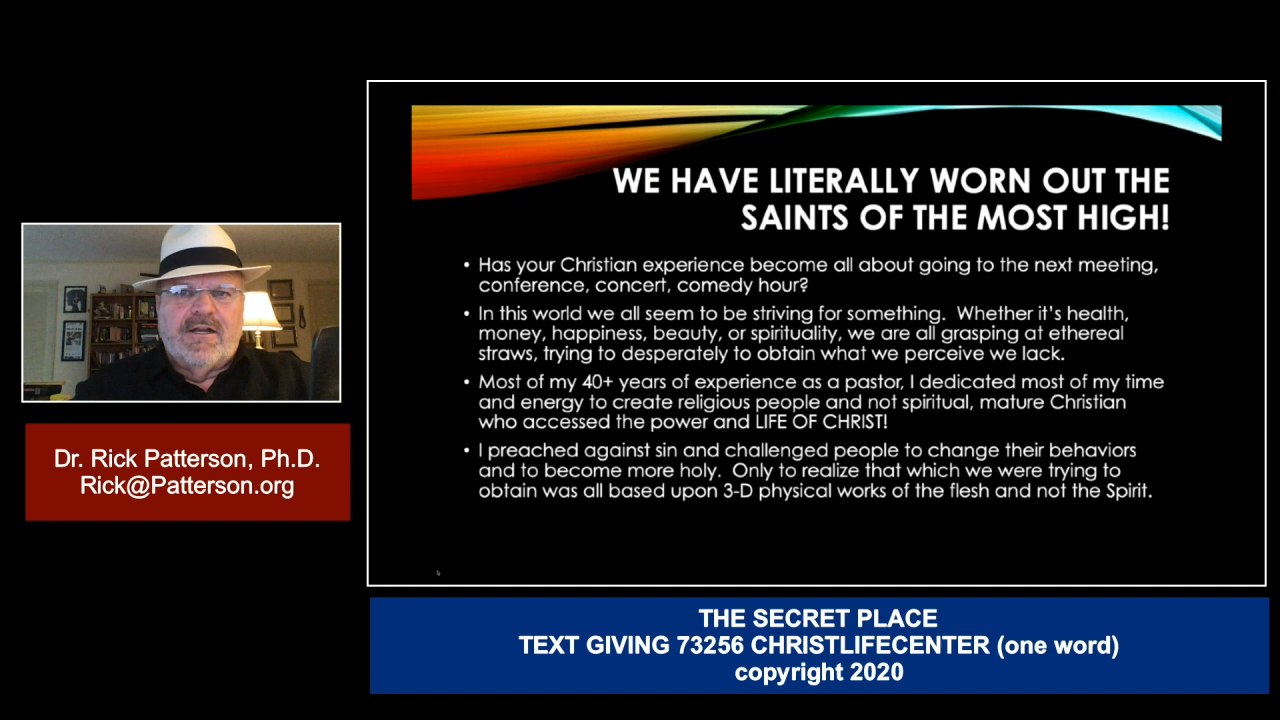 WE HAVE LITERALLY WORN OUT THE
SAINTS OF THE MOST HIGH!
• Has your Christian experience become all about going to the next meeting,
conference, concert, comedy hour?
• In this world we all seem to be striving for something.  Whether it's health,
money, happiness, beauty, or spirituality, we are all grasping at ethereal
straws, trying to desperately to obtain what we perceive we lack.
• Most of my 40+ years of experience as a pastor, I dedicated most of my time
and energy to create religious people and not spiritual, mature Christian
who accessed the power and LIFE OF CHRIST!
• I preached against sin and challenged people to change their behaviors
and to become more holy.  Only to realize that which we were trying to
obtain was all based upon 3-D physical works of the flesh and not the Spirit.
Dr. Rick Patterson, Ph.D.
Rick@Patterson.org
THE SECRET PLACE
TEXT GIVING 73256 CHRISTLIFECENTER (one word)
copyright 2020